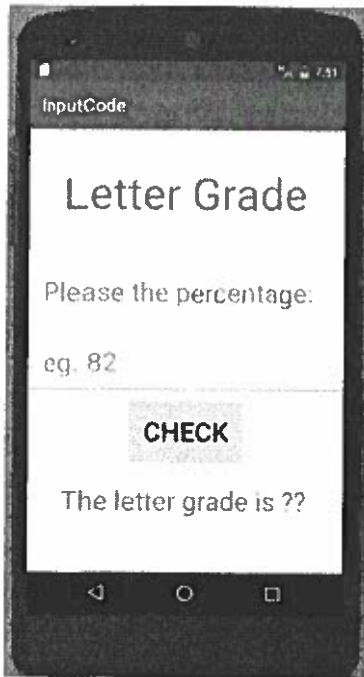 7:51
InputCode
Letter Grade
Please the percentage:
eg. 82
CHECK
The letter grade is ??